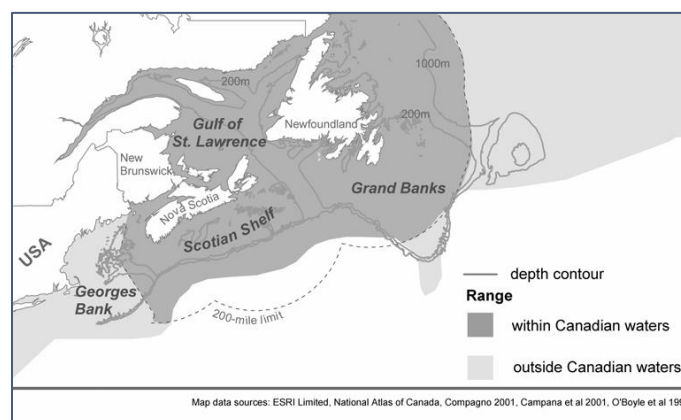 1000m
200m
200m
Gulf of
St. Lawrence
Newfoundland
New
Brunswick
Grand Banks
Nova Scotia
Scotian Shelf
USA
Georges
Bank
200-mile limit
depth contour
Range
within Canadian waters
outside Canadian waters
Map data sources: ESRI Limited, National Atlas of Canada, Compagno 2001, Campana et al 2001, O'Boyle et al 199